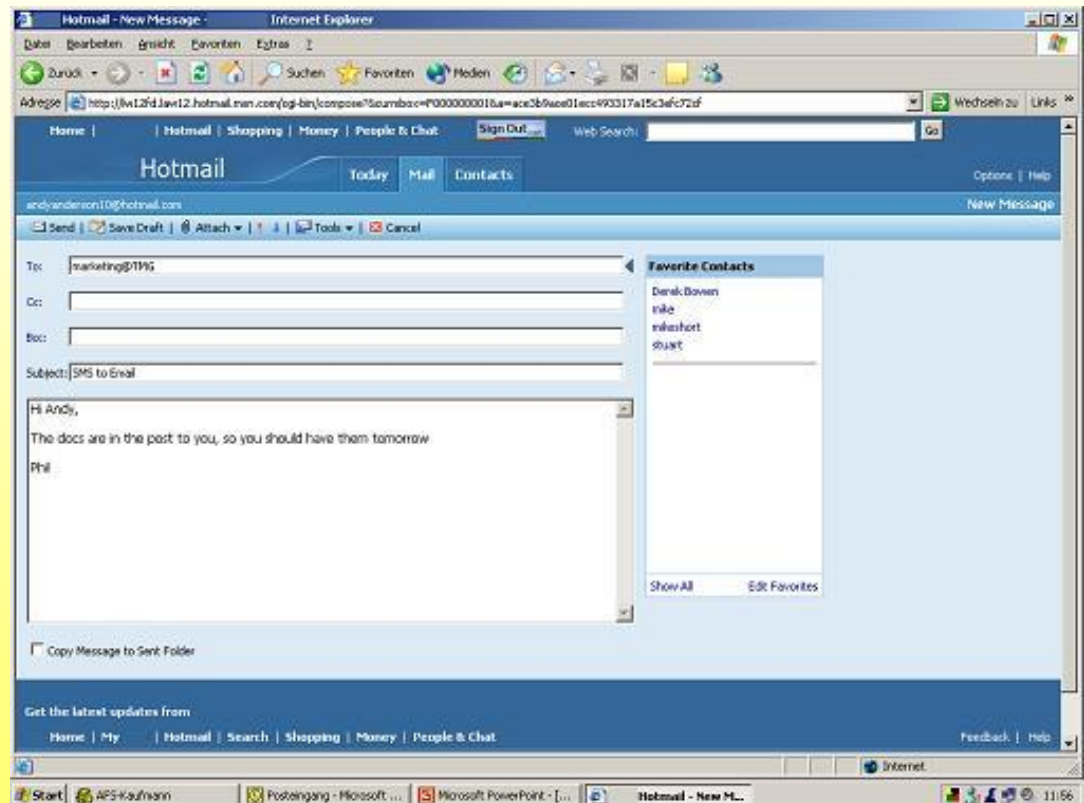 Hotmail - New Message - Internet Explorer
Datei Bearbeiten Ansicht Favoriten Extras ?
Zurück Suchen Favoriten Medien
Adresse Wechseln zu Links »
Home | | Hotmail | Shopping | Money | People & Chat Sign Out Web Search: Go
Hotmail Today Mail Contacts Options | Help
andyanderson10@hotmail.com New Message
Send | Save Draft | Attach | | Tools | Cancel
To: marketing@TMG Favorite Contacts
Derek Bowen
Cc: mike
mikeshort
Bcc: stuart
Subject: SMS to Email
Hi Andy,
The docs are in the post to you, so you should have them tomorrow
Phil
Show All Edit Favorites
Copy Message to Sent Folder
Get the latest updates from
Home | My | Hotmail | Search | Shopping | Money | People & Chat Feedback | Help
Internet
Start APS-Kaufmann Posteingang - Microsoft ... Microsoft PowerPoint - [... Hotmail - New M... 11:56